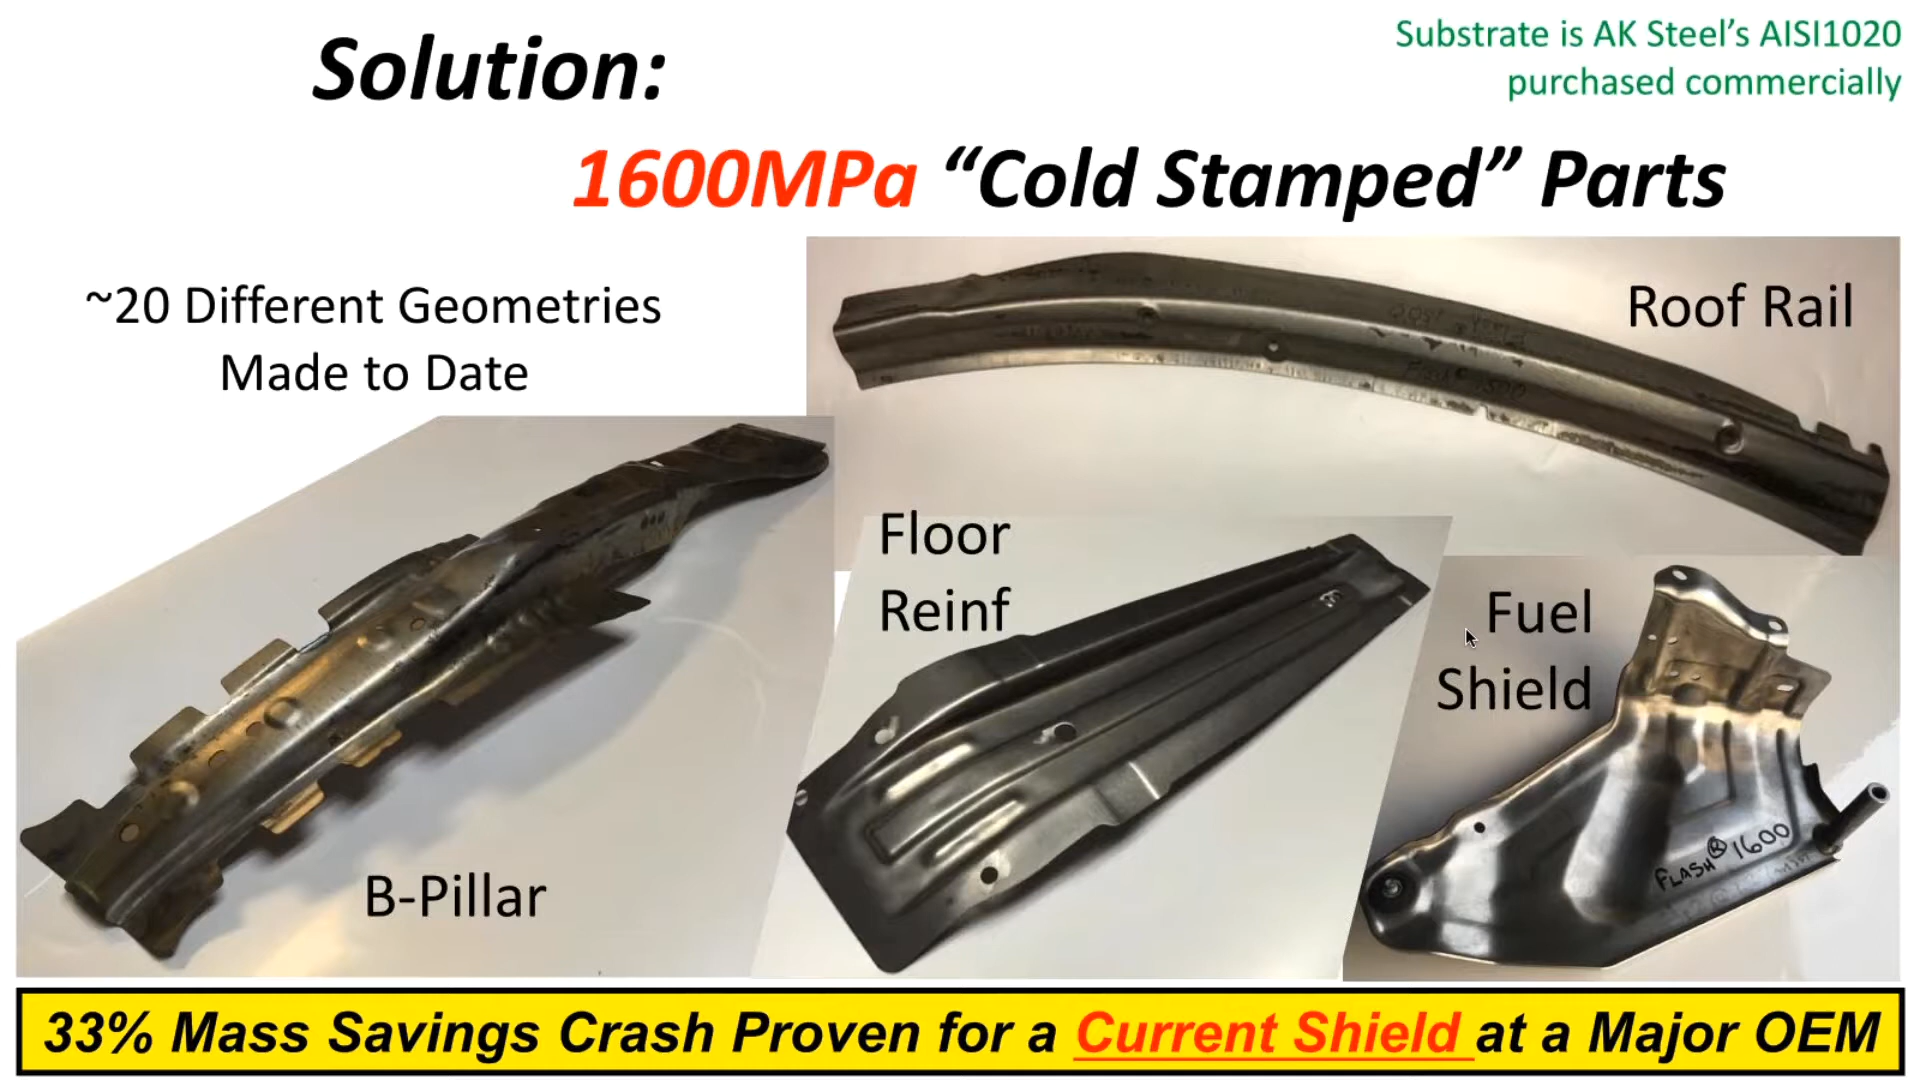 Substrate is AK Steel's AISI1020
purchased commercially
Solution:
1600MPa “Cold Stamped” Parts
~20 Different Geometries
Made to Date
Roof Rail
Floor
Reinf
Fuel
Shield
FLASH® 1600
B-Pillar
33% Mass Savings Crash Proven for a Current Shield at a Major OEM